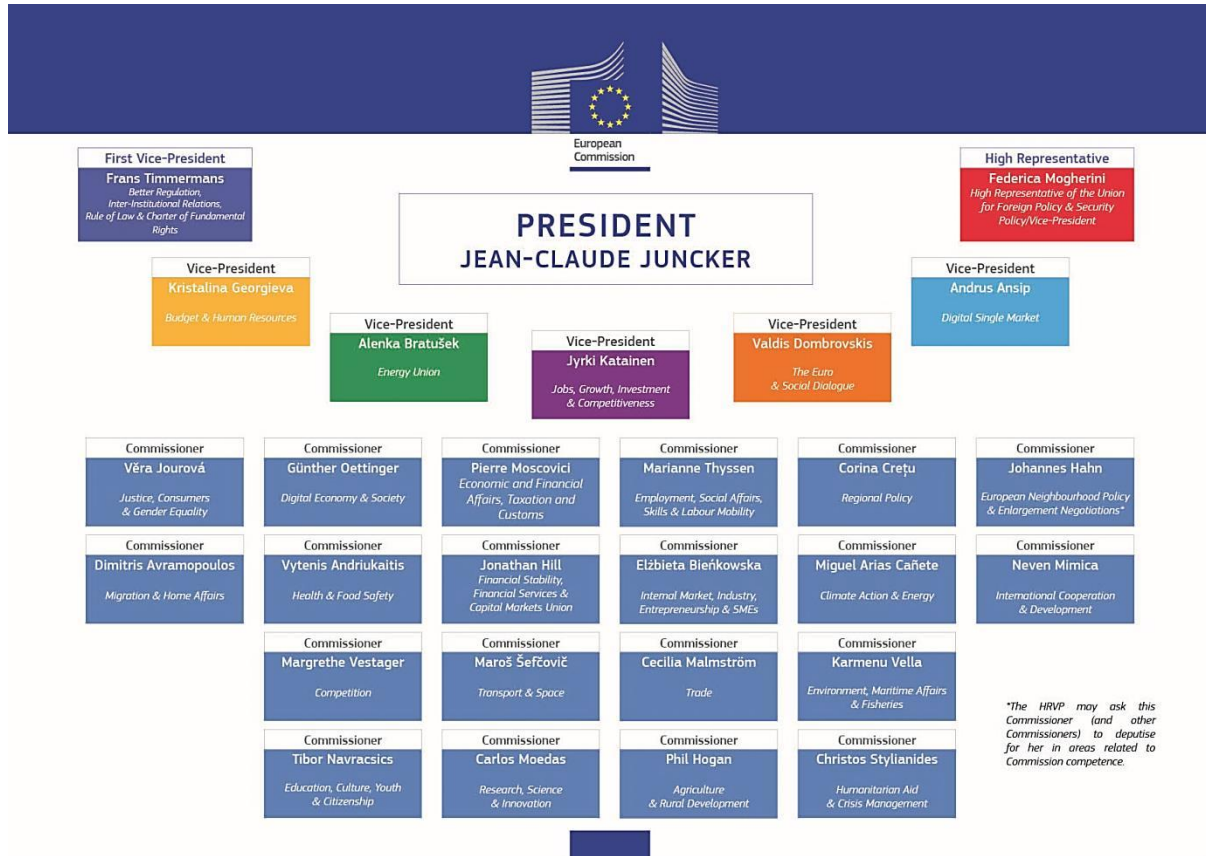 European
Commission
First Vice-President
Frans Timmermans
Better Regulation,
Inter-Institutional Relations,
Rule of Law & Charter of Fundamental
Rights
High Representative
Federica Mogherini
High Representative of the Union
for Foreign Policy & Security
Policy/Vice-President
PRESIDENT
JEAN-CLAUDE JUNCKER
Vice-President
Kristalina Georgieva
Budget & Human Resources
Vice-President
Andrus Ansip
Digital Single Market
Vice-President
Alenka Bratušek
Energy Union
Vice-President
Jyrki Katainen
Jobs, Growth, Investment
& Competitiveness
Vice-President
Valdis Dombrovskis
The Euro
& Social Dialogue
Commissioner
Věra Jourová
Justice, Consumers
& Gender Equality
Commissioner
Günther Oettinger
Digital Economy & Society
Commissioner
Pierre Moscovici
Economic and Financial
Affairs, Taxation and
Customs
Commissioner
Marianne Thyssen
Employment, Social Affairs,
Skills & Labour Mobility
Commissioner
Corina Crețu
Regional Policy
Commissioner
Johannes Hahn
European Neighbourhood Policy
& Enlargement Negotiations*
Commissioner
Dimitris Avramopoulos
Migration & Home Affairs
Commissioner
Vytenis Andriukaitis
Health & Food Safety
Commissioner
Jonathan Hill
Financial Stability,
Financial Services &
Capital Markets Union
Commissioner
Elżbieta Bieńkowska
Internal Market, Industry,
Entrepreneurship & SMEs
Commissioner
Miguel Arias Cañete
Climate Action & Energy
Commissioner
Neven Mimica
International Cooperation
& Development
Commissioner
Margrethe Vestager
Competition
Commissioner
Maroš Šefčovič
Transport & Space
Commissioner
Cecilia Malmström
Trade
Commissioner
Karmenu Vella
Environment, Maritime Affairs
& Fisheries
Commissioner
Tibor Navracsics
Education, Culture, Youth
& Citizenship
Commissioner
Carlos Moedas
Research, Science
& Innovation
Commissioner
Phil Hogan
Agriculture
& Rural Development
Commissioner
Christos Stylianides
Humanitarian Aid
& Crisis Management
*The HRVP may ask this
Commissioner (and other
Commissioners) to deputise
for her in areas related to
Commission competence.